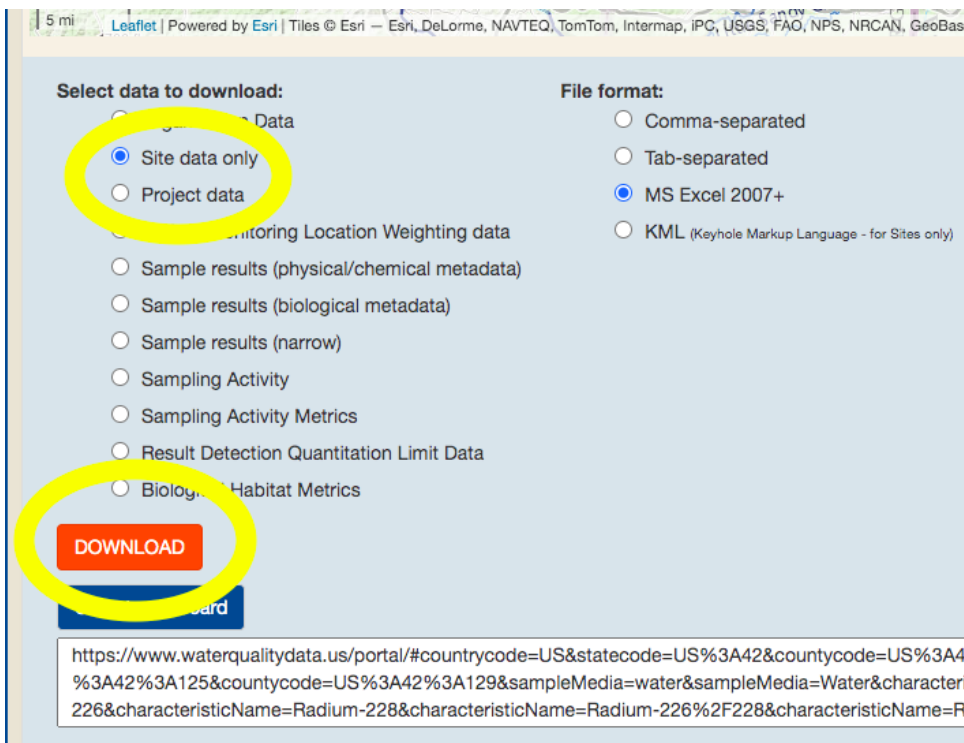 5 mi
Leaflet | Powered by Esri | Tiles © Esri — Esri, DeLorme, NAVTEQ, TomTom, Intermap, iPC, USGS, FAO, NPS, NRCAN, GeoBas
Select data to download:
File format:
Data
Comma-separated
Site data only
Tab-separated
Project data
MS Excel 2007+
Location Weighting data
KML (Keyhole Markup Language - for Sites only)
Sample results (physical/chemical metadata)
Sample results (biological metadata)
Sample results (narrow)
Sampling Activity
Sampling Activity Metrics
Result Detection Quantitation Limit Data
Biological Habitat Metrics
DOWNLOAD
https://www.waterqualitydata.us/portal/#countrycode=US&statecode=US%3A42&countycode=US%3A4
%3A42%3A125&countycode=US%3A42%3A129&sampleMedia=water&sampleMedia=Water&characteri
226&characteristicName=Radium-228&characteristicName=Radium-226%2F228&characteristicName=R